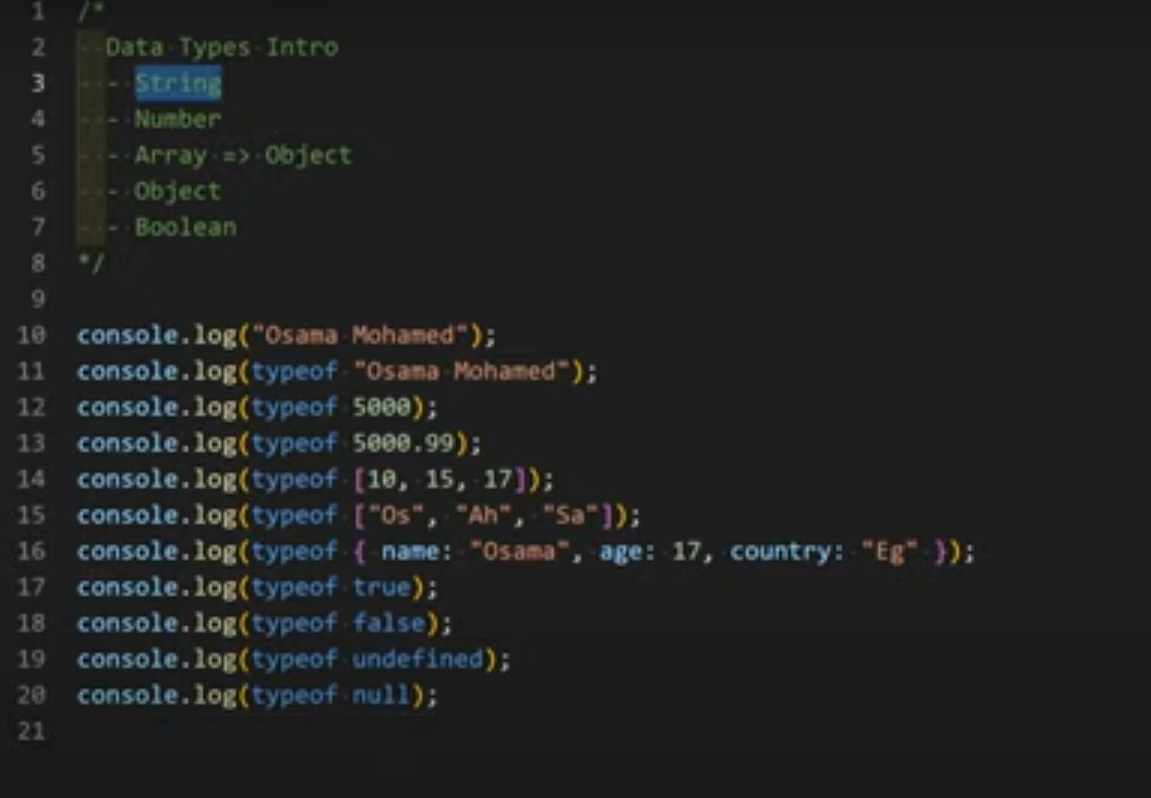 1 /*
2 Data Types Intro
3 - String
4 - Number
5 - Array => Object
6 - Object
7 - Boolean
8 */
9
10 console.log("Osama Mohamed");
11 console.log(typeof "Osama Mohamed");
12 console.log(typeof 5000);
13 console.log(typeof 5000.99);
14 console.log(typeof [10, 15, 17]);
15 console.log(typeof ["Os", "Ah", "Sa"]);
16 console.log(typeof { name: "Osama", age: 17, country: "Eg" });
17 console.log(typeof true);
18 console.log(typeof false);
19 console.log(typeof undefined);
20 console.log(typeof null);
21